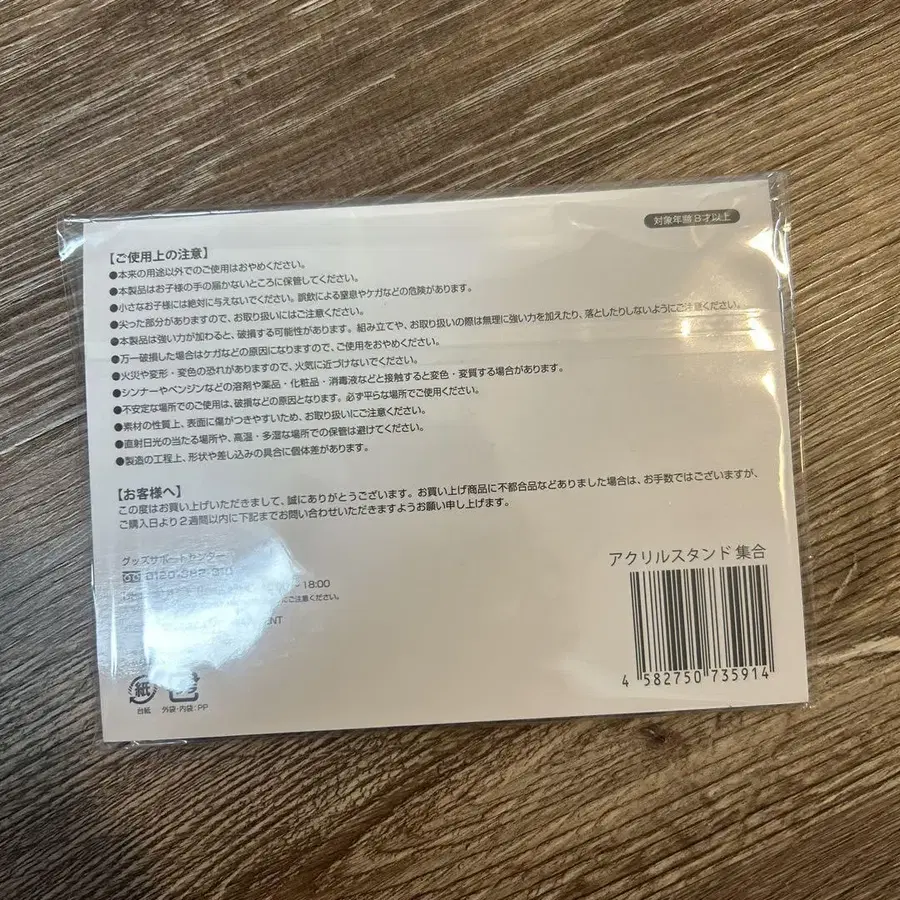 対象年齢8才以上
【ご使用上の注意】
●本来の用途以外でのご使用はおやめください。
●本製品はお子様の手の届かないところに保管してください。
●小さなお子様には絶対に与えないでください。誤飲による窒息やケガなどの危険があります。
●尖った部分がありますので、お取り扱いにはご注意ください。
●本製品は強い力が加わると、破損する可能性があります。組み立てや、お取り扱いの際は無理に強い力を加えたり、落としたりしないようにご注意ください。
●万一破損した場合はケガなどの原因になりますので、ご使用をおやめください。
●火災や変形・変色の恐れがありますので、火気に近づけないでください。
●シンナーやベンジンなどの溶剤や薬品・化粧品・消毒液などと接触すると変色・変質する場合があります。
●不安定な場所でのご使用は、破損などの原因となります。必ず平らな場所でご使用ください。
●素材の性質上、表面に傷がつきやすいため、お取り扱いにご注意ください。
●直射日光の当たる場所や、高温・多湿な場所での保管は避けてください。
●製造の工程上、形状や差し込みの具合に個体差があります。
【お客様へ】
この度はお買い上げいただきまして、誠にありがとうございます。お買い上げ商品に不都合品などありました場合は、お手数ではございますが、
ご購入日より2週間以内に下記までお問い合わせいただきますようお願い申し上げます。
グッズサポートセンター
0120-382-310
18:00
にご注意ください。
アクリルスタンド 集合
4 582750 735914
紙
台紙
外袋・内袋:PP